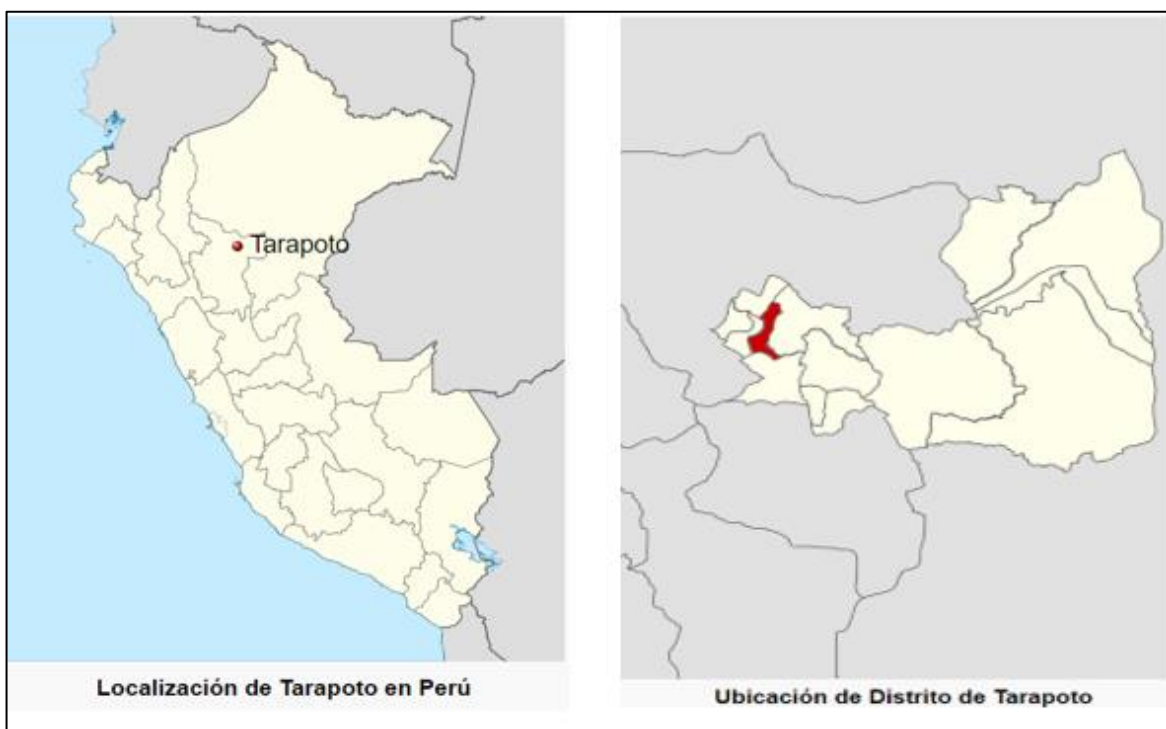 Tarapoto
Localización de Tarapoto en Perú
Ubicación de Distrito de Tarapoto